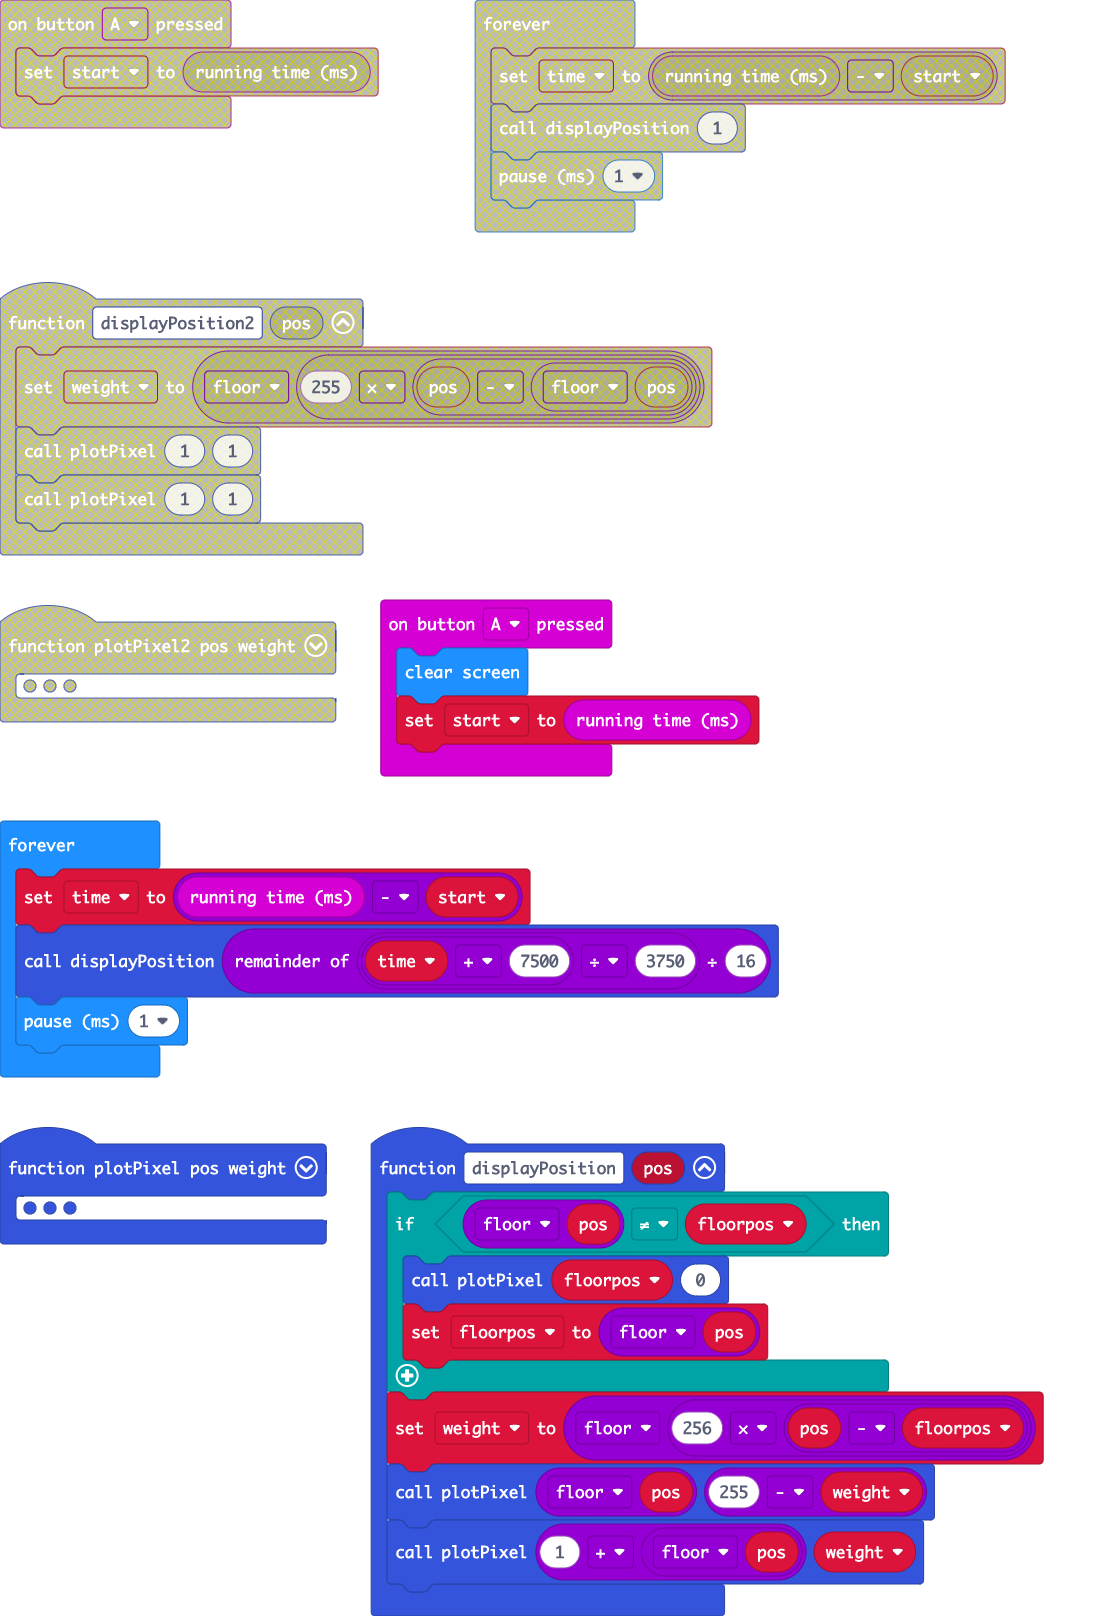 on button A pressed
set start to running time (ms)
forever
set time to running time (ms) - start
call displayPosition 1
pause (ms) 1
function displayPosition2 pos
set weight to floor 255 × pos - floor pos
call plotPixel 1 1
call plotPixel 1 1
function plotPixel2 pos weight
on button A pressed
clear screen
set start to running time (ms)
forever
set time to running time (ms) - start
call displayPosition remainder of time + 7500 ÷ 3750 ÷ 16
pause (ms) 1
function plotPixel pos weight
function displayPosition pos
if floor pos ≠ floorpos then
call plotPixel floorpos 0
set floorpos to floor pos
set weight to floor 256 × pos - floorpos
call plotPixel floor pos 255 - weight
call plotPixel 1 + floor pos weight